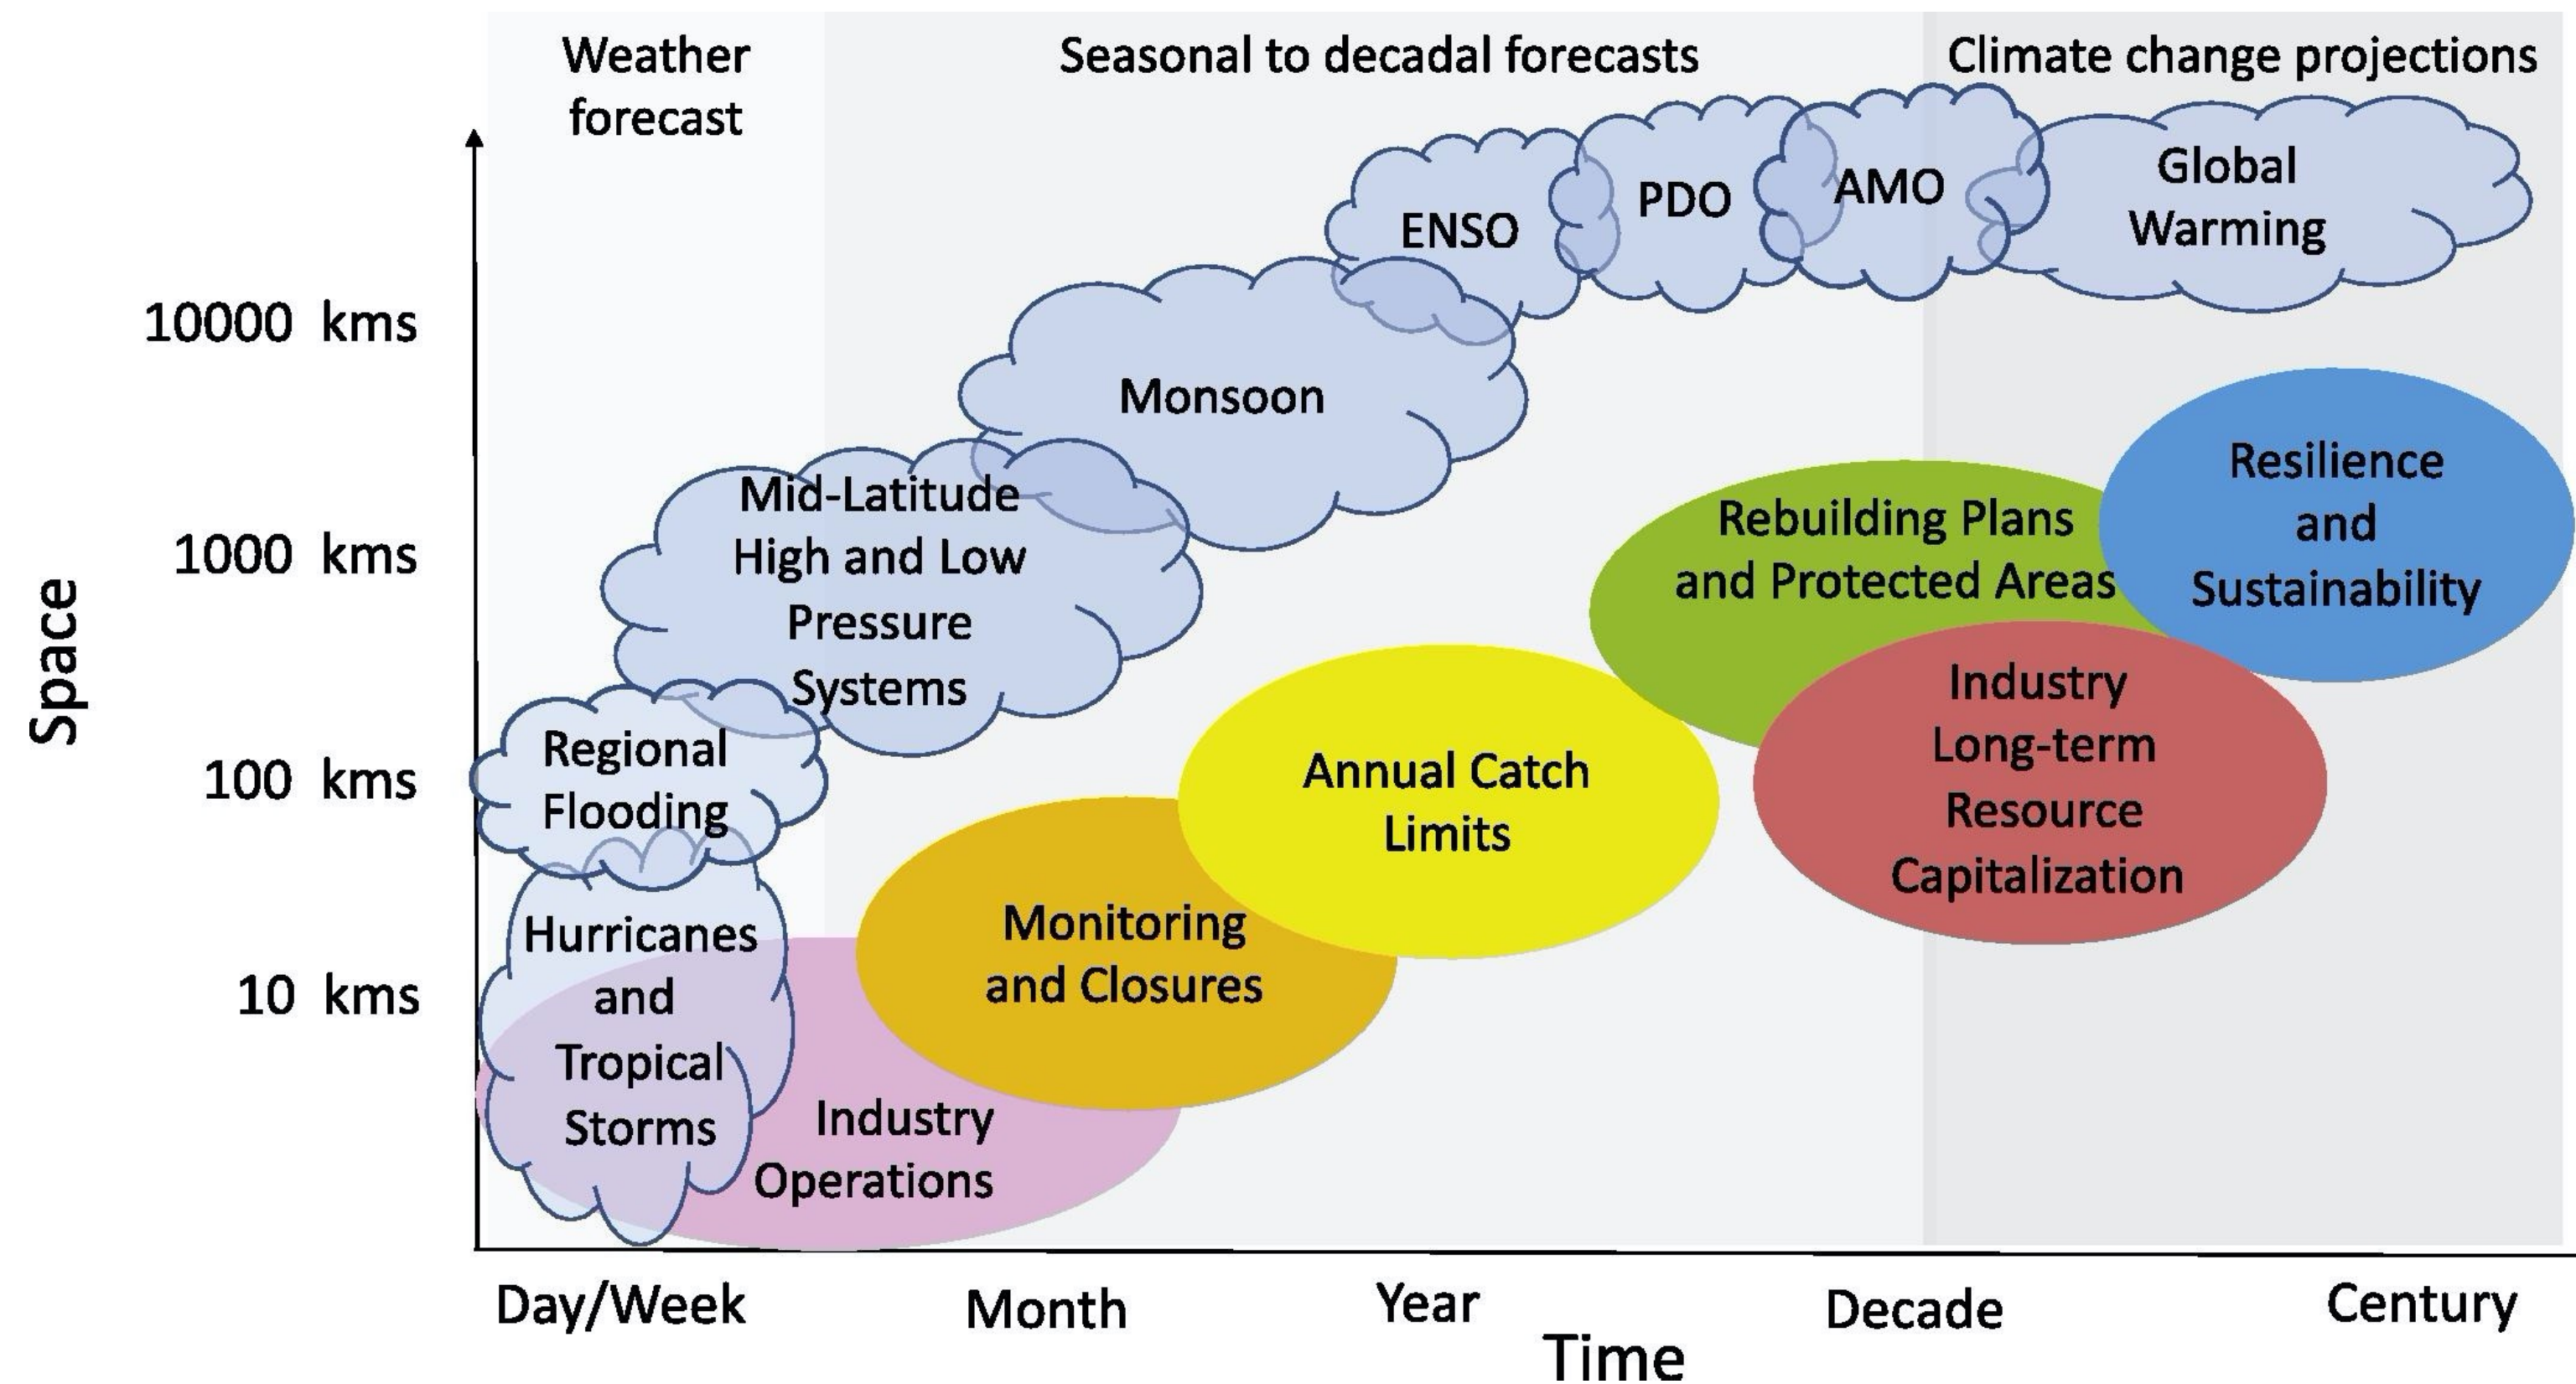 Weather
forecast
Seasonal to decadal forecasts
Climate change projections
ENSO
PDO
AMO
Global
Warming
Monsoon
Mid-Latitude
High and Low
Pressure
Systems
Regional
Flooding
Hurricanes
and
Tropical
Storms
Industry
Operations
Monitoring
and Closures
Annual Catch
Limits
Rebuilding Plans
and Protected Areas
Industry
Long-term
Resource
Capitalization
Resilience
and
Sustainability
Space
10000 kms
1000 kms
100 kms
10 kms
Day/Week
Month
Year
Decade
Century
Time